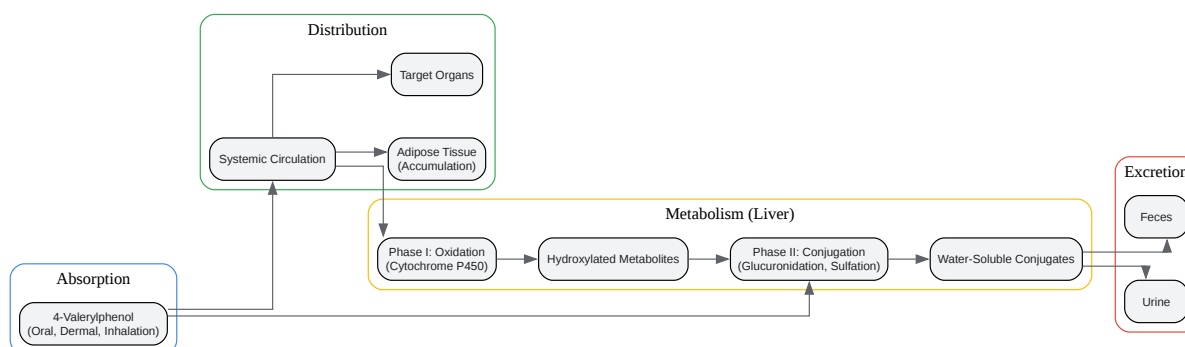 Distribution
Target Organs
Systemic Circulation
Adipose Tissue
(Accumulation)
Excretion
Feces
Metabolism (Liver)
Phase I: Oxidation
(Cytochrome P450)
Hydroxylated Metabolites
Phase II: Conjugation
(Glucuronidation, Sulfation)
Water-Soluble Conjugates
Urine
Absorption
4-Valerylphenol
(Oral, Dermal, Inhalation)